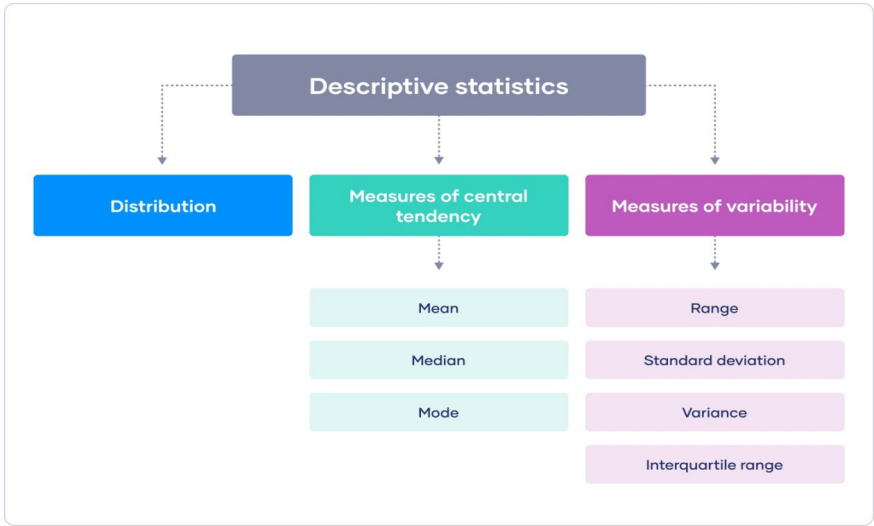 Descriptive statistics
Distribution
Measures of central
tendency
Measures of variability
Mean
Median
Mode
Range
Standard deviation
Variance
Interquartile range